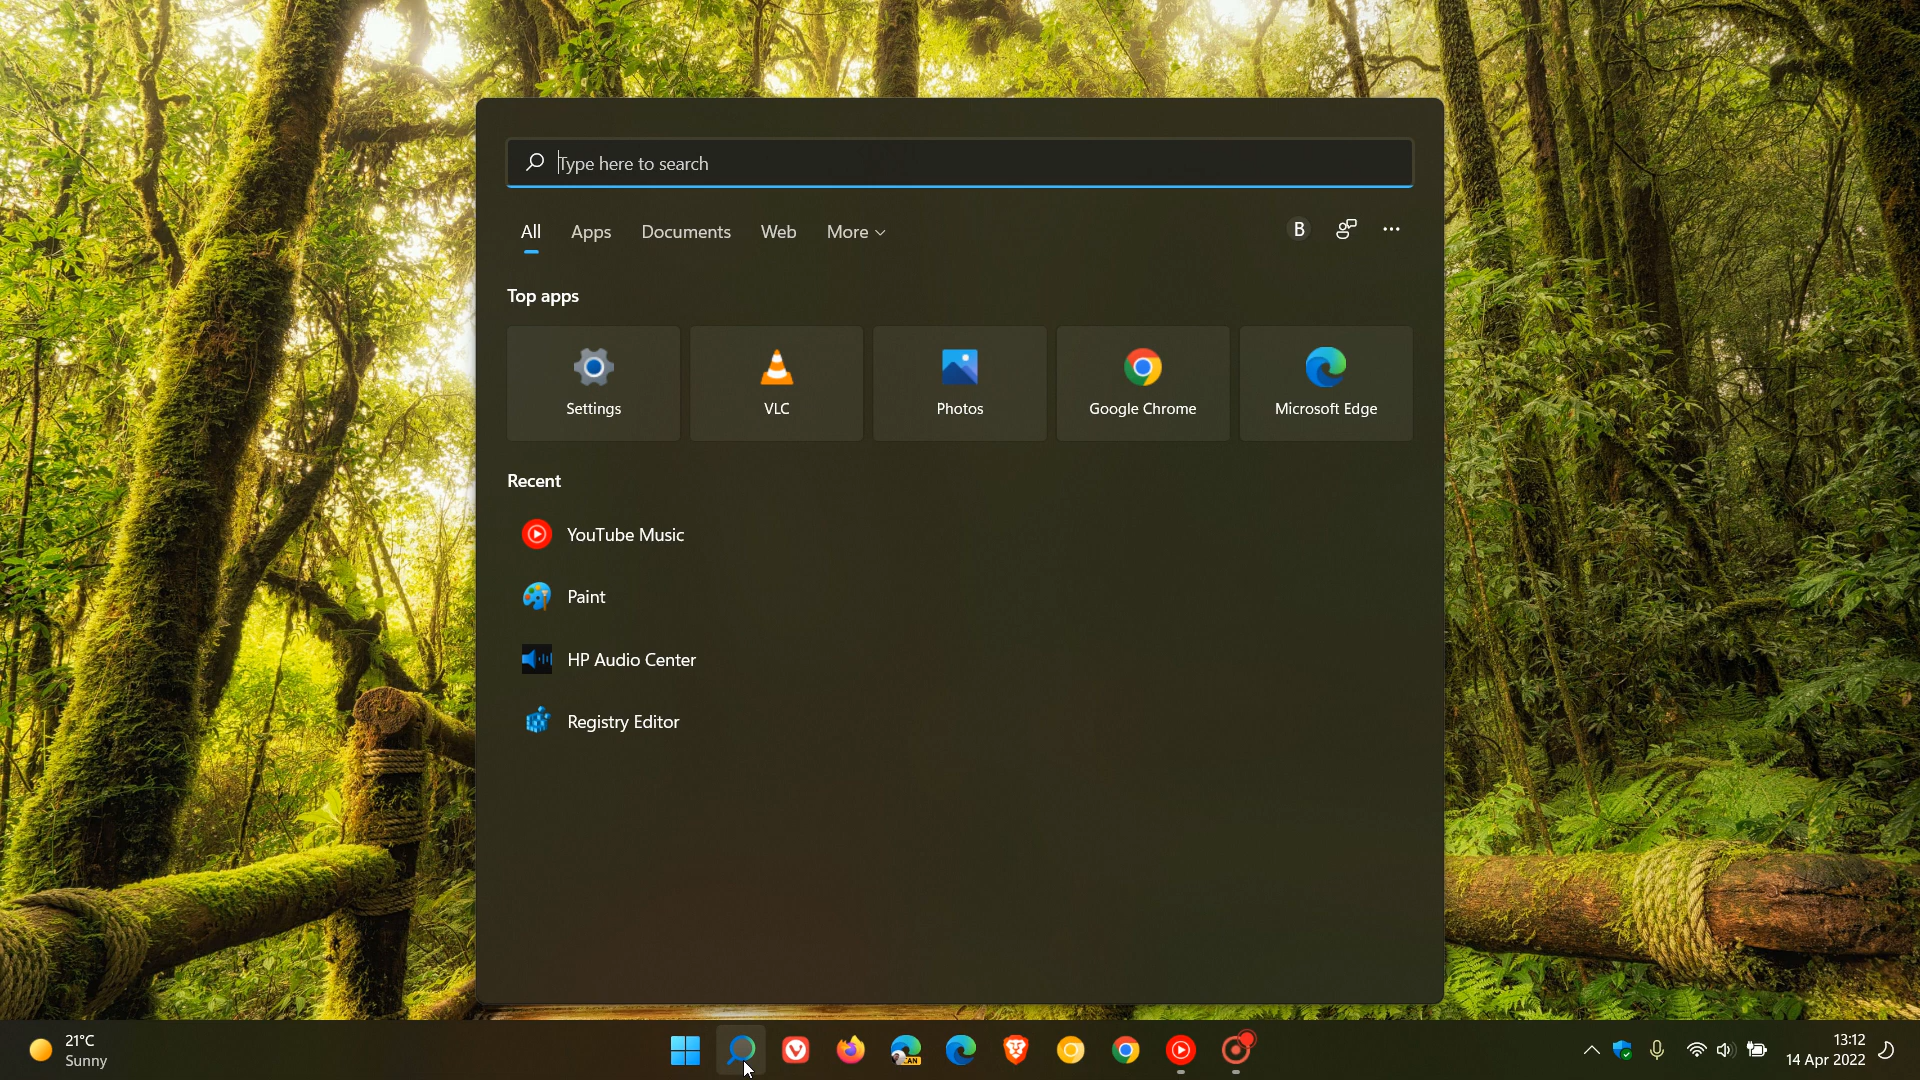 Type here to search
All Apps Documents Web More
B
Top apps
Settings VLC Photos Google Chrome Microsoft Edge
Recent
YouTube Music
Paint
HP Audio Center
Registry Editor
21°C
Sunny
CAN
13:12
14 Apr 2022